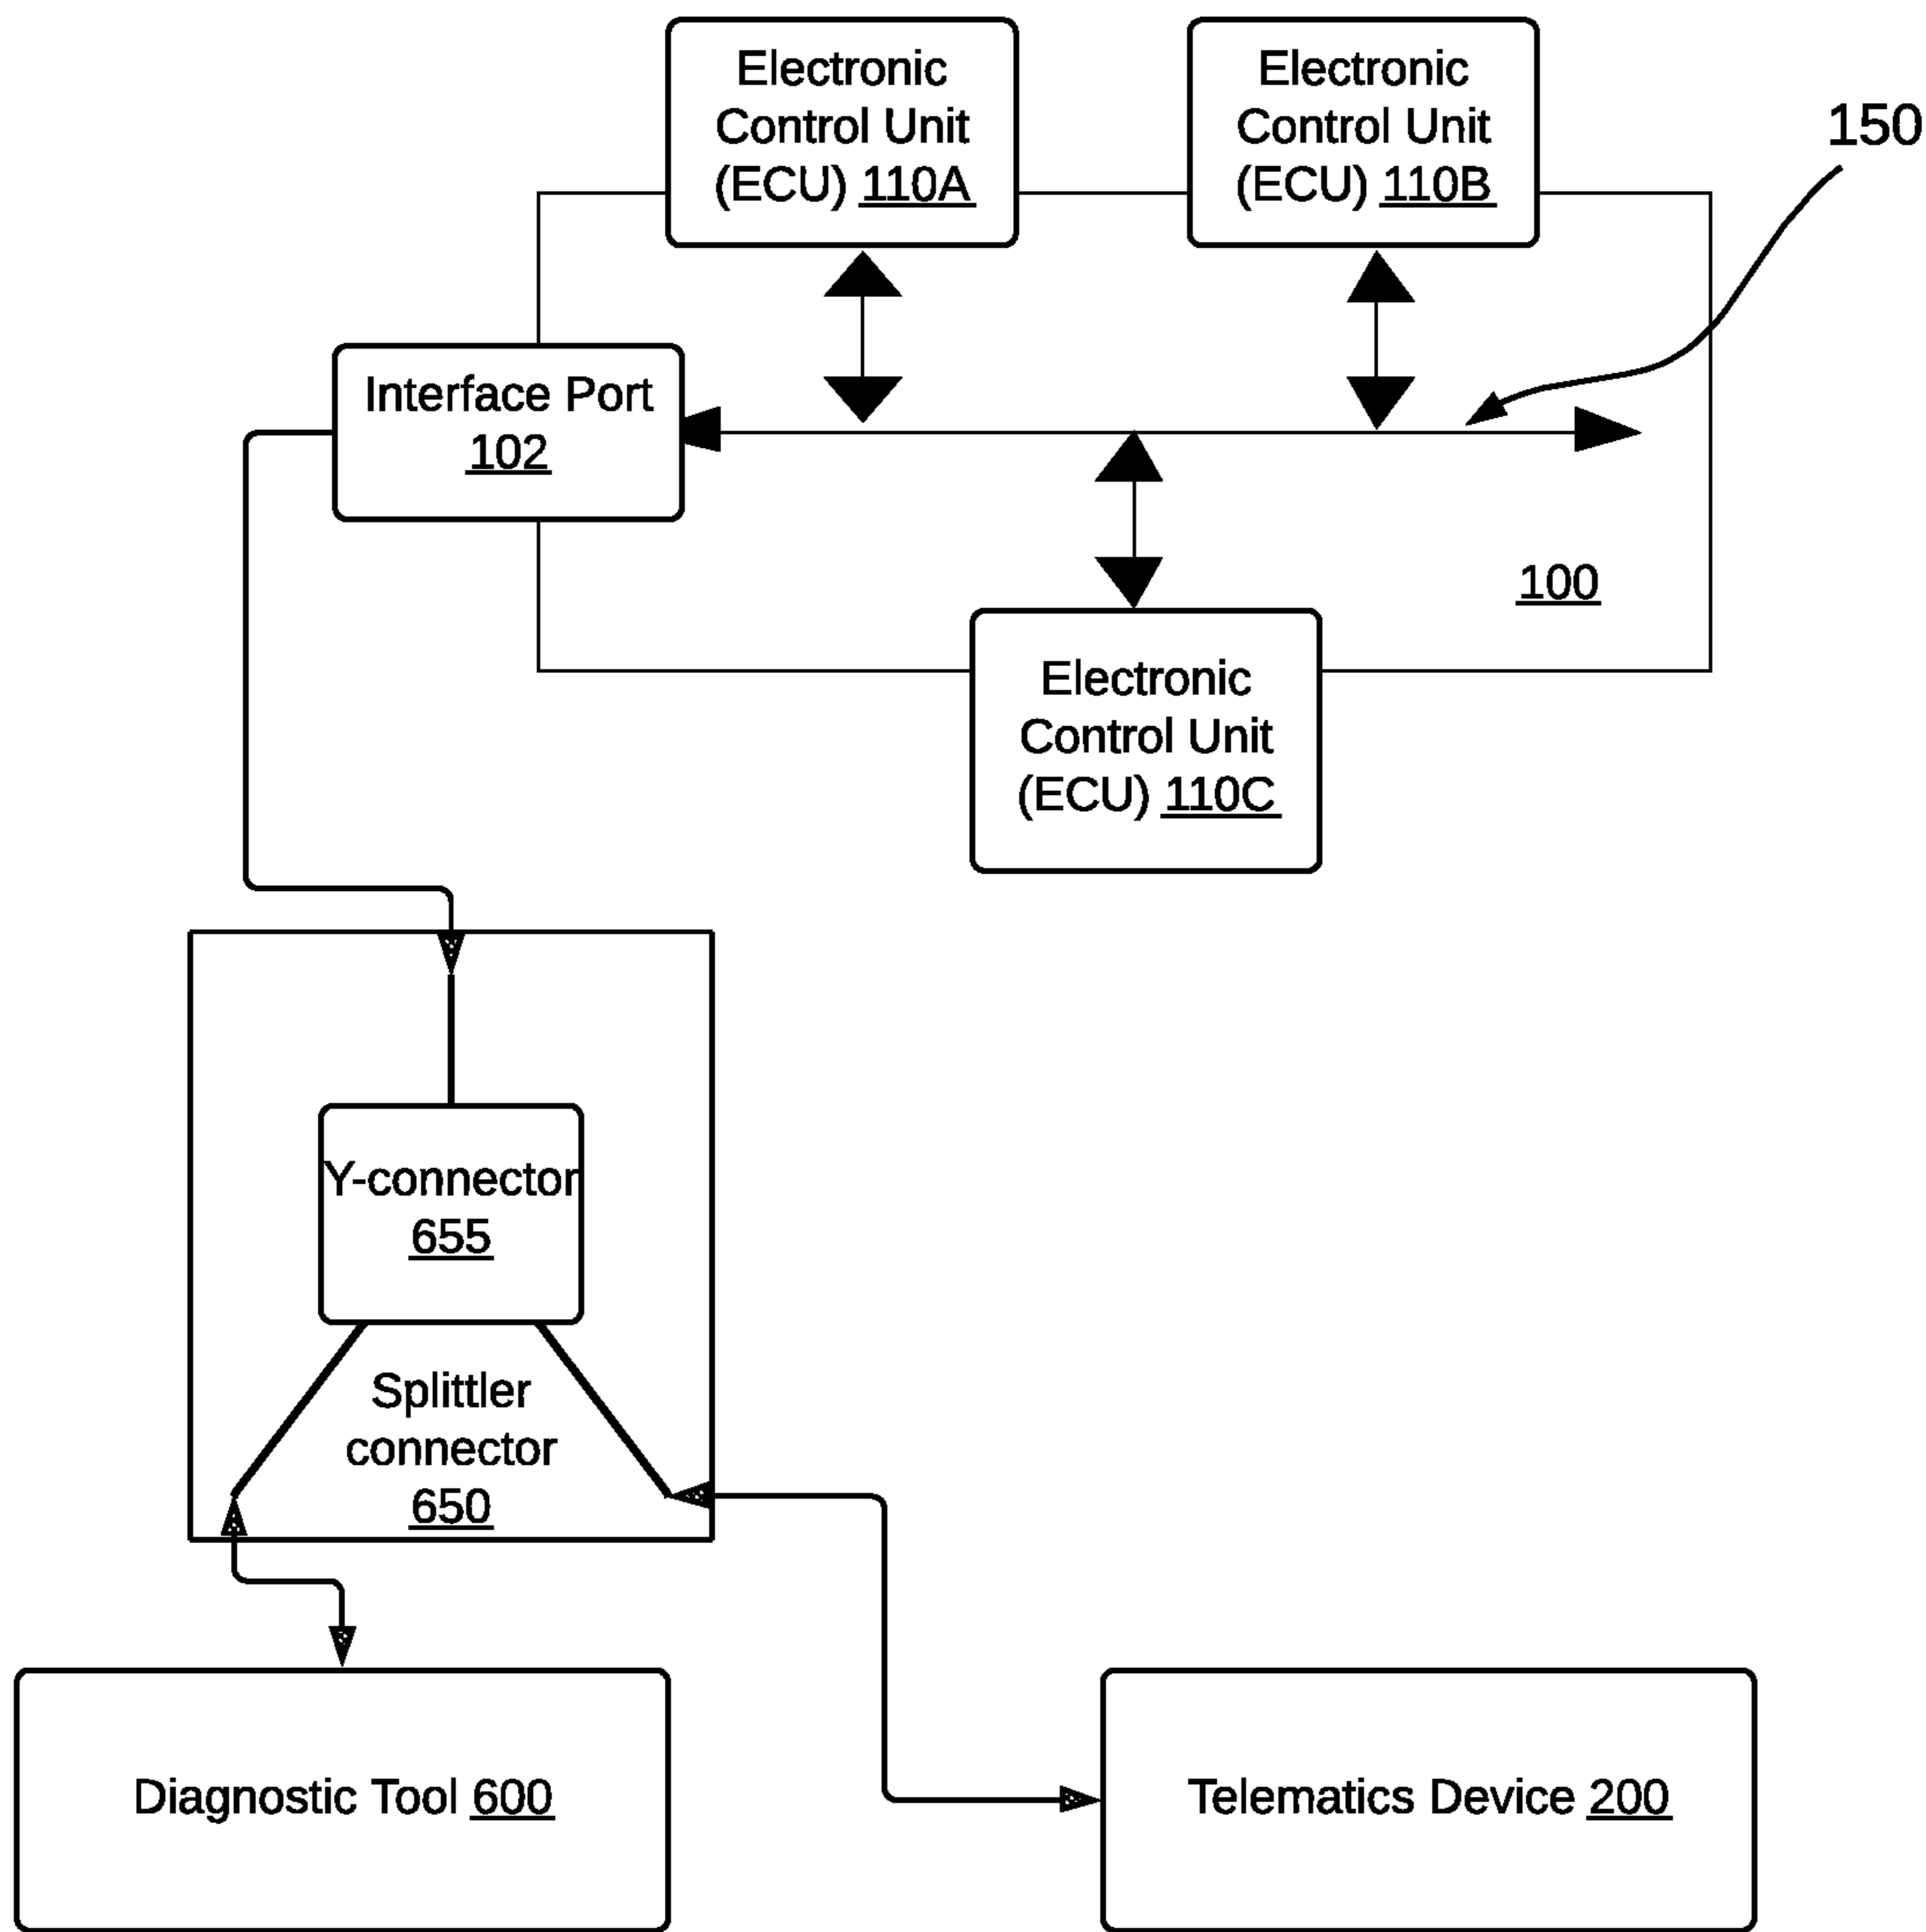 Electronic
Control Unit
(ECU) 110A
Electronic
Control Unit
(ECU) 110B
150
Interface Port
102
100
Electronic
Control Unit
(ECU) 110C
Y-connector
655
Splittler
connector
650
Diagnostic Tool 600
Telematics Device 200